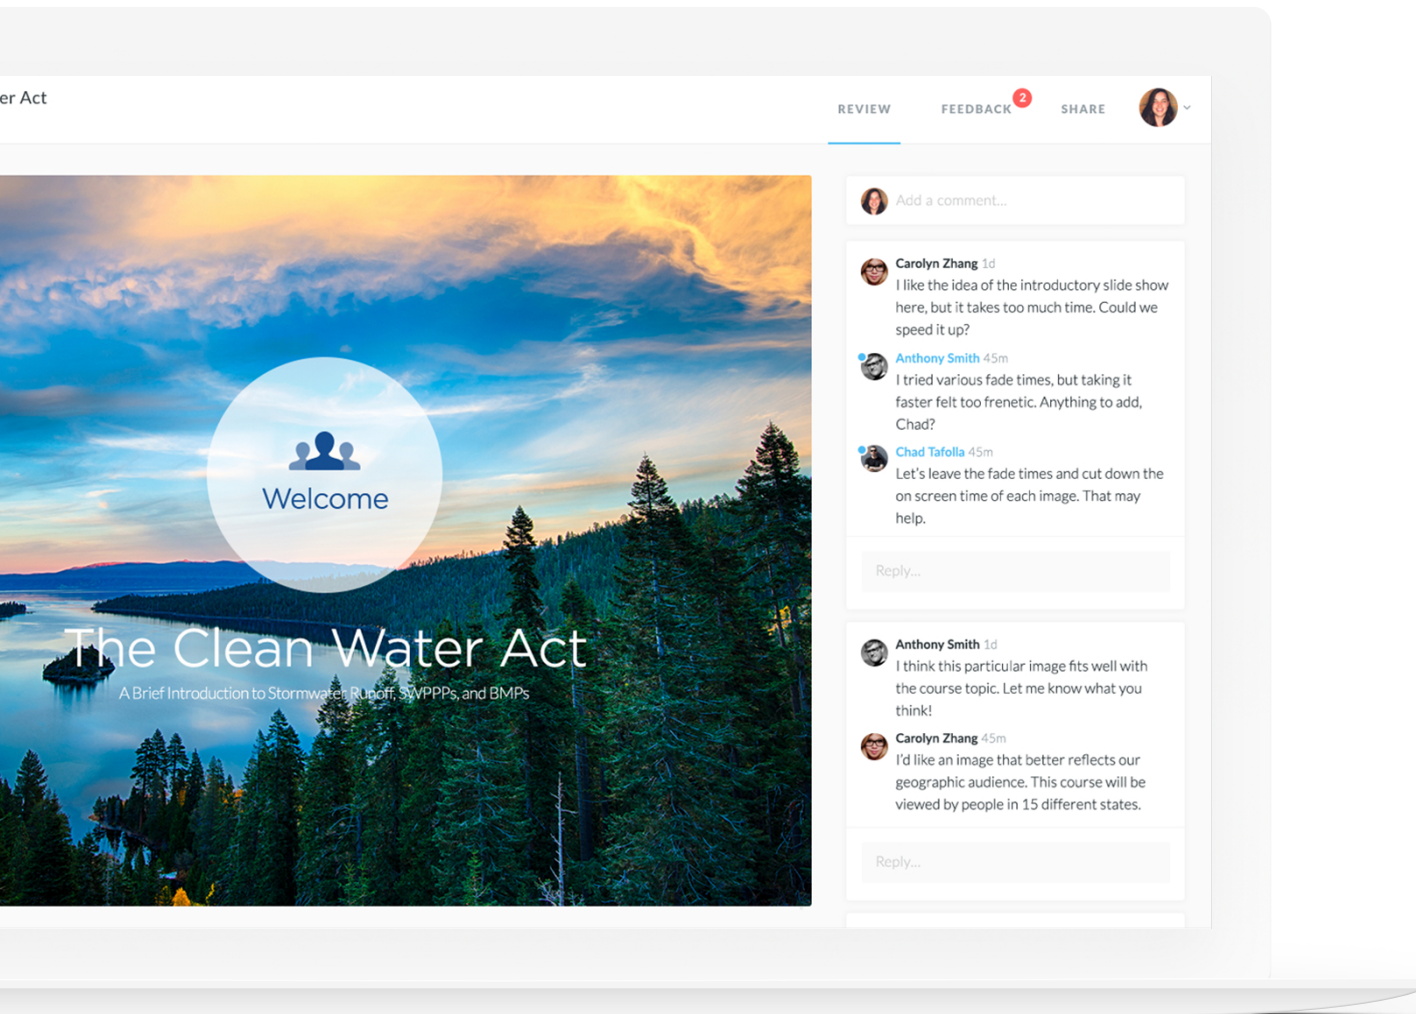 er Act
REVIEW
FEEDBACK 2
SHARE
Welcome
The Clean Water Act
A Brief Introduction to Stormwater Runoff, SWPPPs, and BMPs
Add a comment...
Carolyn Zhang 1d
I like the idea of the introductory slide show
here, but it takes too much time. Could we
speed it up?
Anthony Smith 45m
I tried various fade times, but taking it
faster felt too frenetic. Anything to add,
Chad?
Chad Tafolla 45m
Let's leave the fade times and cut down the
on screen time of each image. That may
help.
Reply...
Anthony Smith 1d
I think this particular image fits well with
the course topic. Let me know what you
think!
Carolyn Zhang 45m
I'd like an image that better reflects our
geographic audience. This course will be
viewed by people in 15 different states.
Reply...